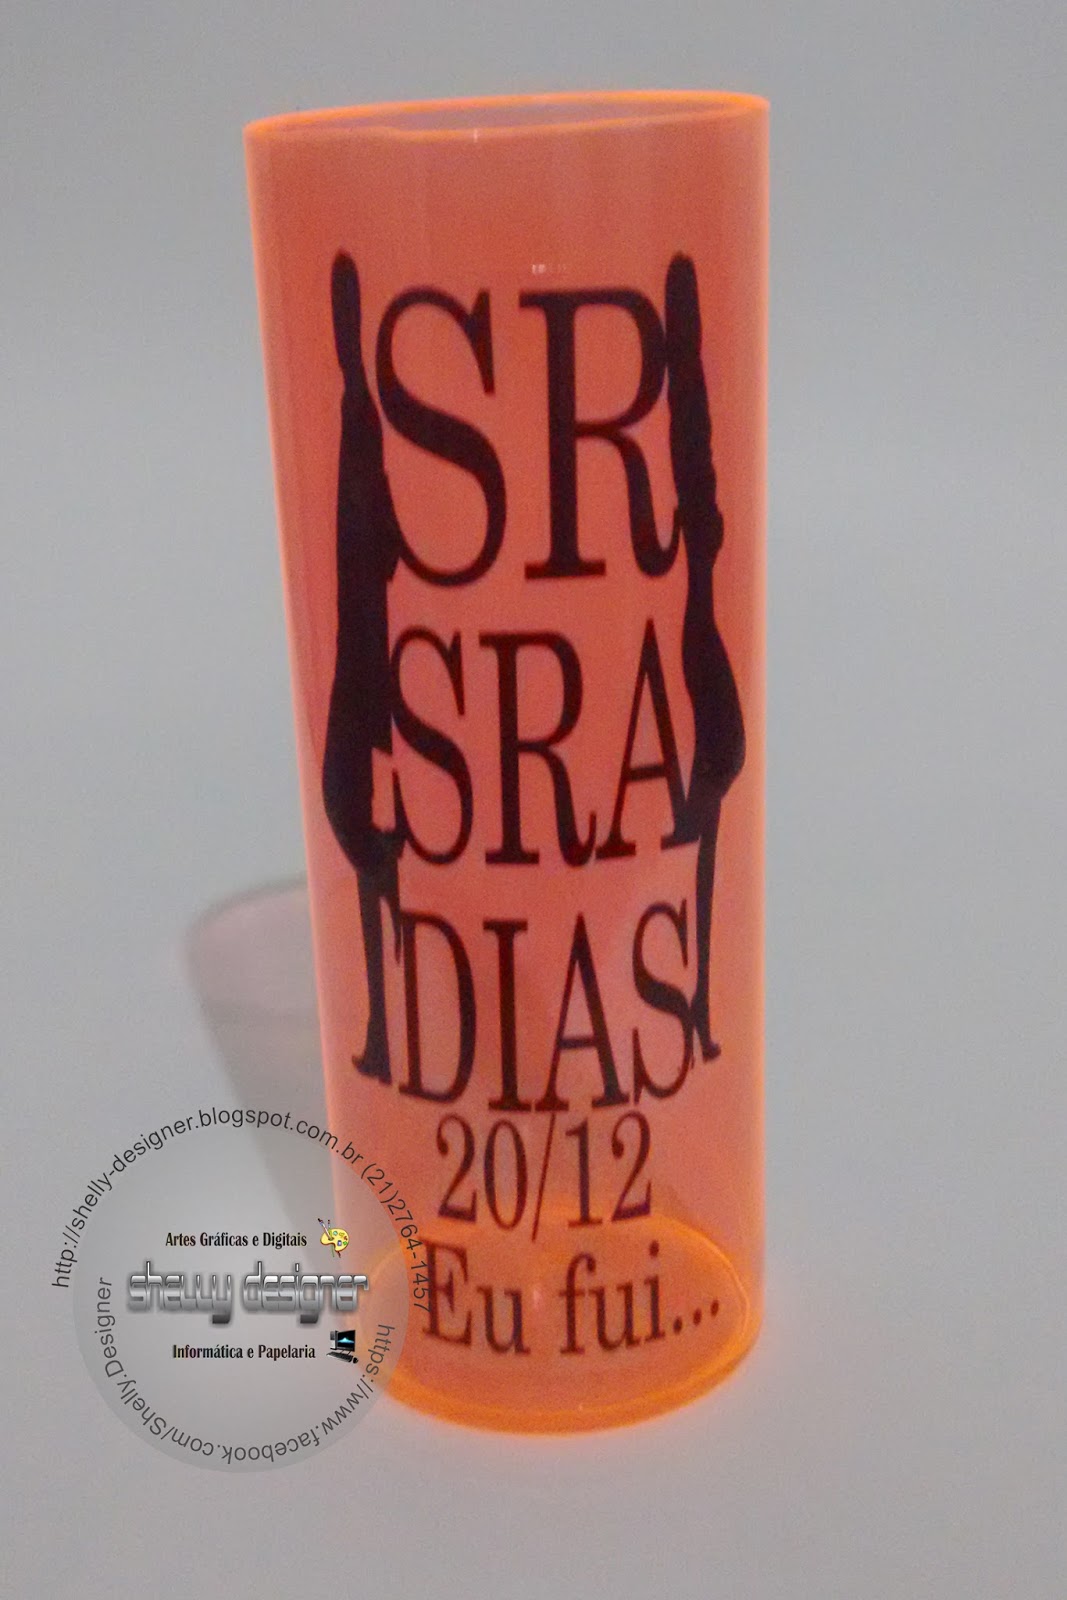 SR
SRA
DIAS
20/12
Eu fui...
http://shelly-designer.blogspot.com.br (21)2764-1457
Artes Gráficas e Digitais
shelly designer
Informática e Papelaria
https://www.facebook.com/Shelly.Designer